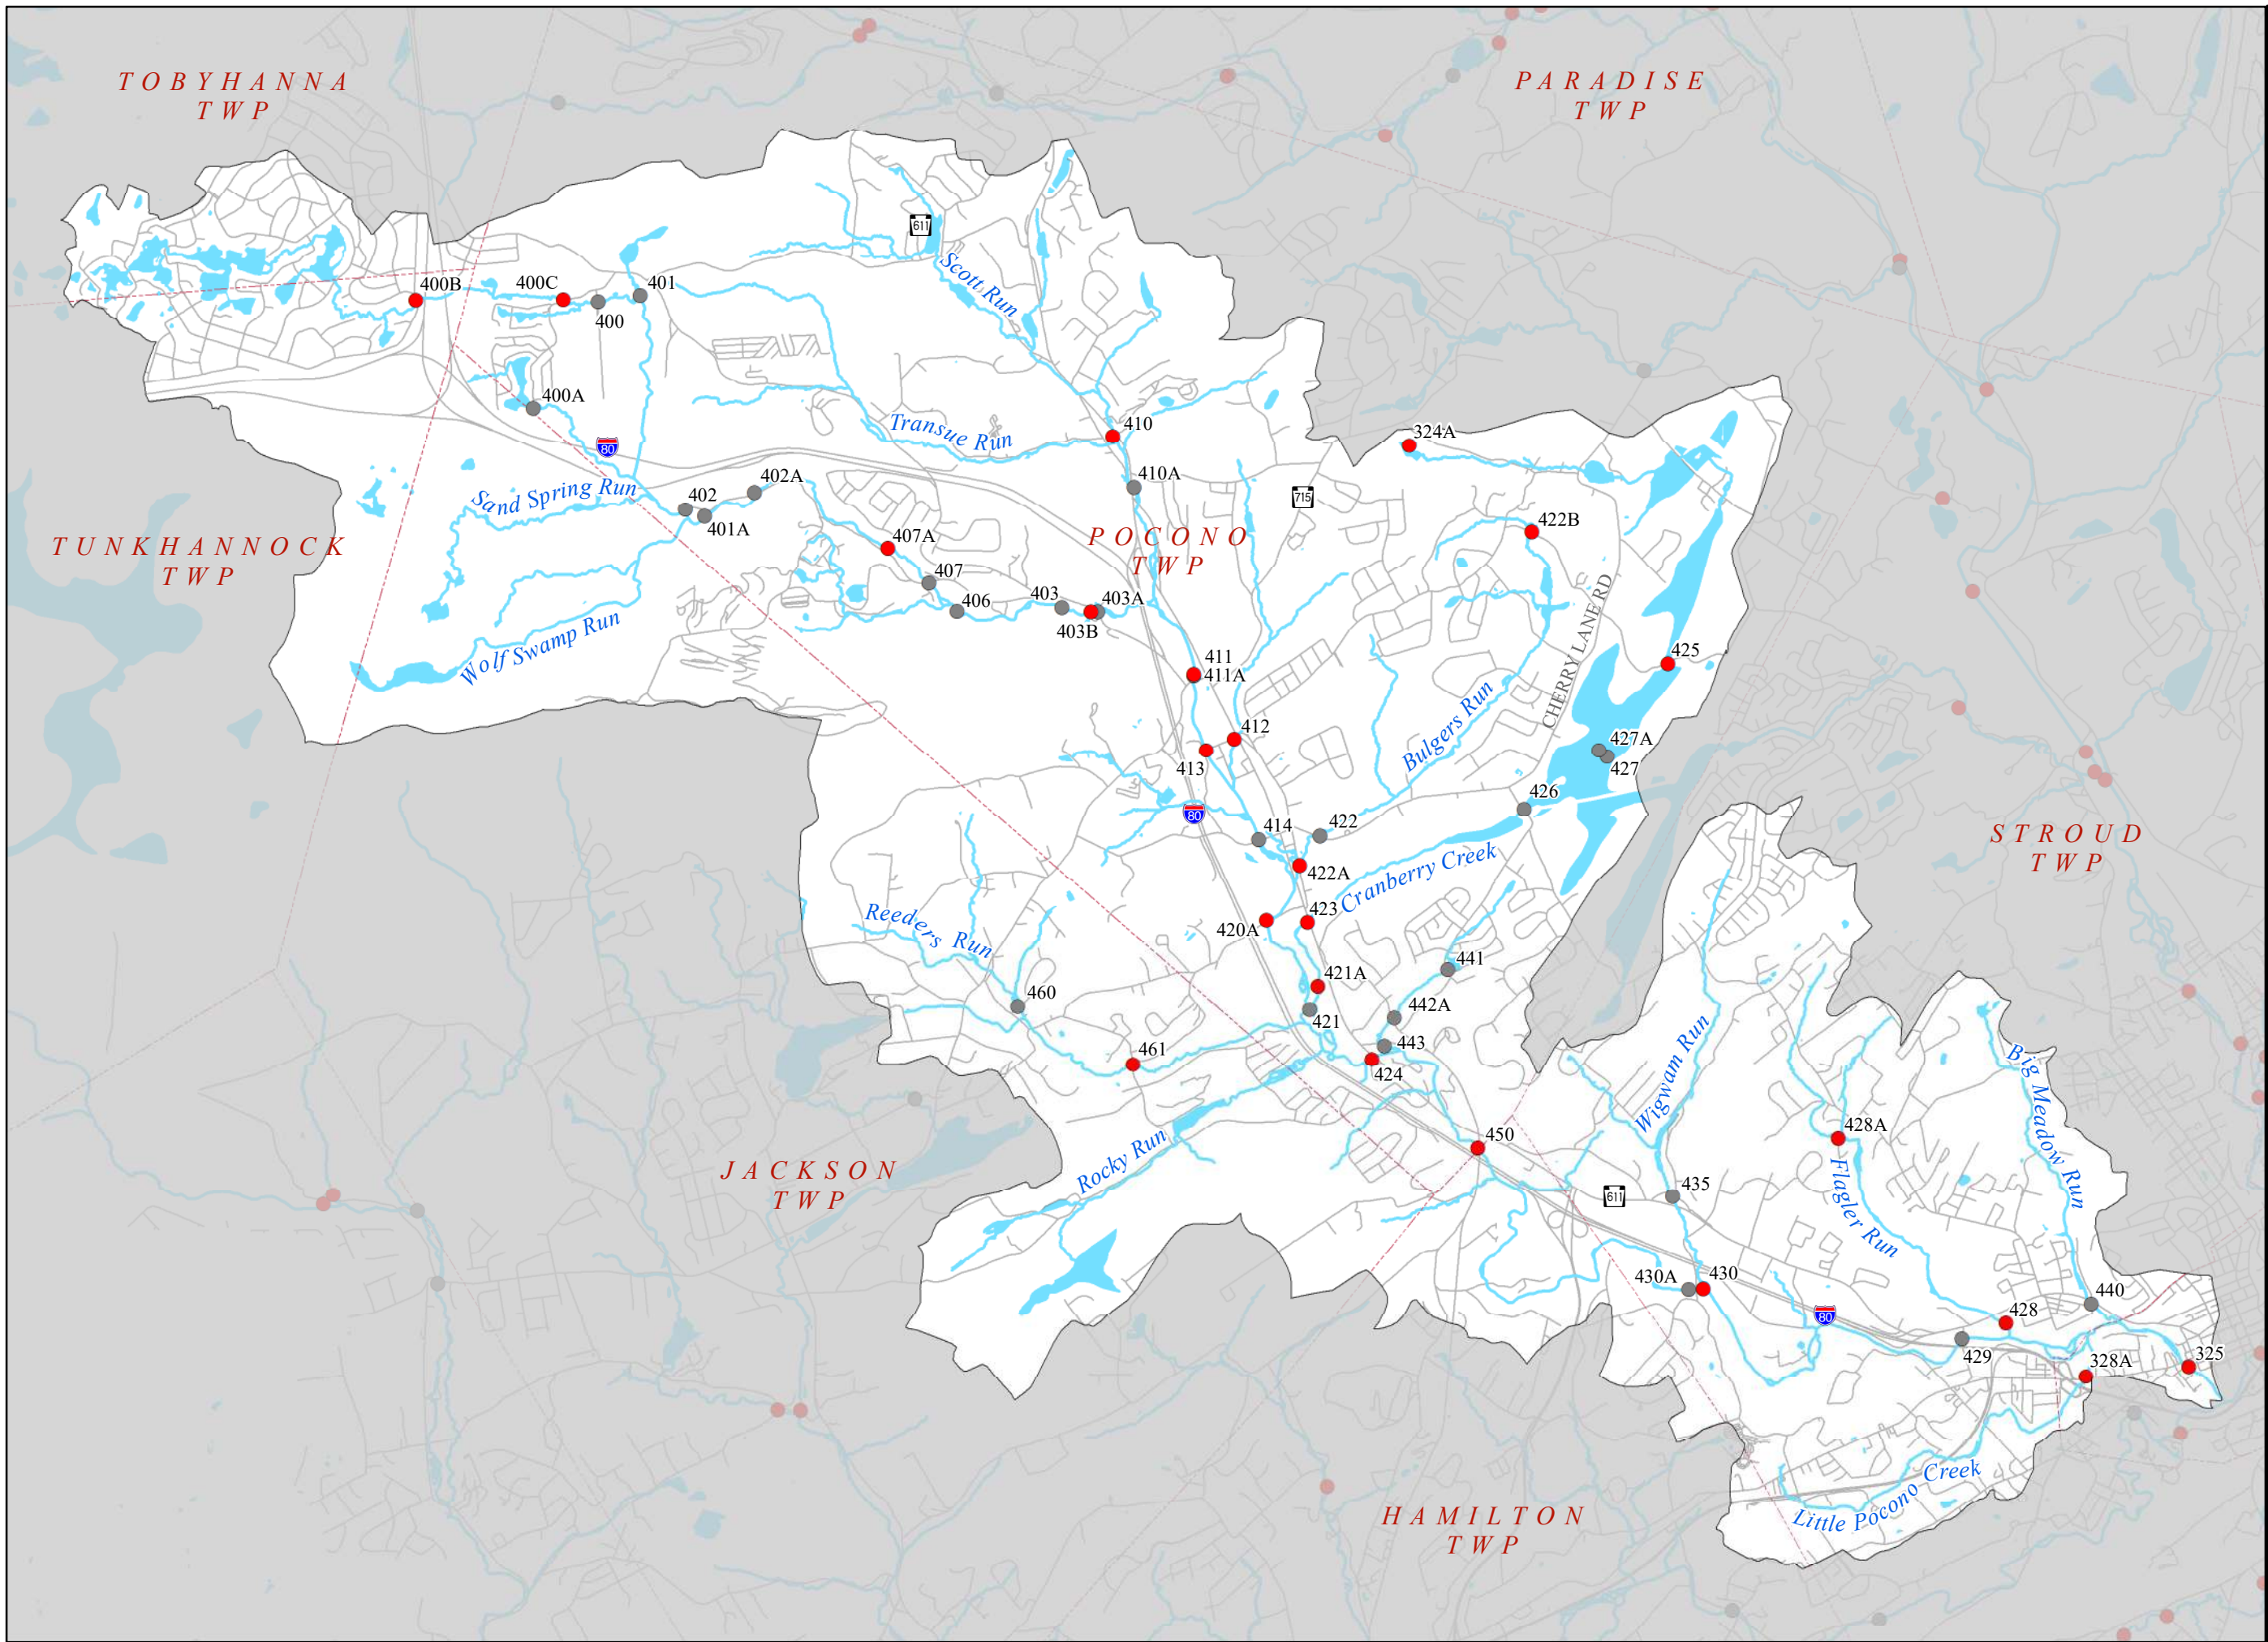 TOBYHANNA
TWP
PARADISE
TWP
611
Scott Run
400B
400C
401
400
400A
80
Transue Run
410
324A
410A
715
Sand Spring Run
402
402A
401A
422B
TUNKHANNOCK
TWP
POCONO
TWP
407A
407
406
403
403A
403B
Wolf Swamp Run
CHERRY LANE RD
411
411A
425
Bulgers Run
412
413
427A
427
426
80
414
422
422A
Cranberry Creek
STROUD
TWP
Reeders Run
420A
423
441
421A
460
442A
421
443
461
424
Wigwam Run
Big Meadow Run
450
428A
Rocky Run
JACKSON
TWP
Flagler Run
435
611
430A
430
80
428
440
429
328A
325
HAMILTON
TWP
Little Pocono Creek